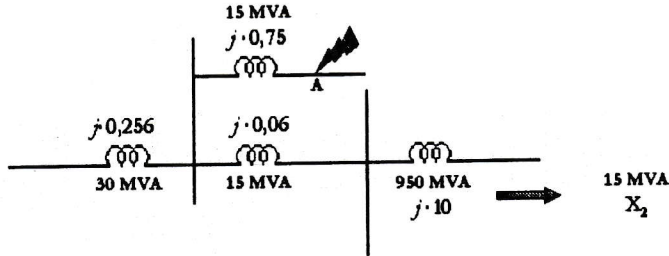 15 MVA
j·0,75
A
j·0,256
j·0,06
30 MVA
15 MVA
950 MVA
j·10
15 MVA
X₂